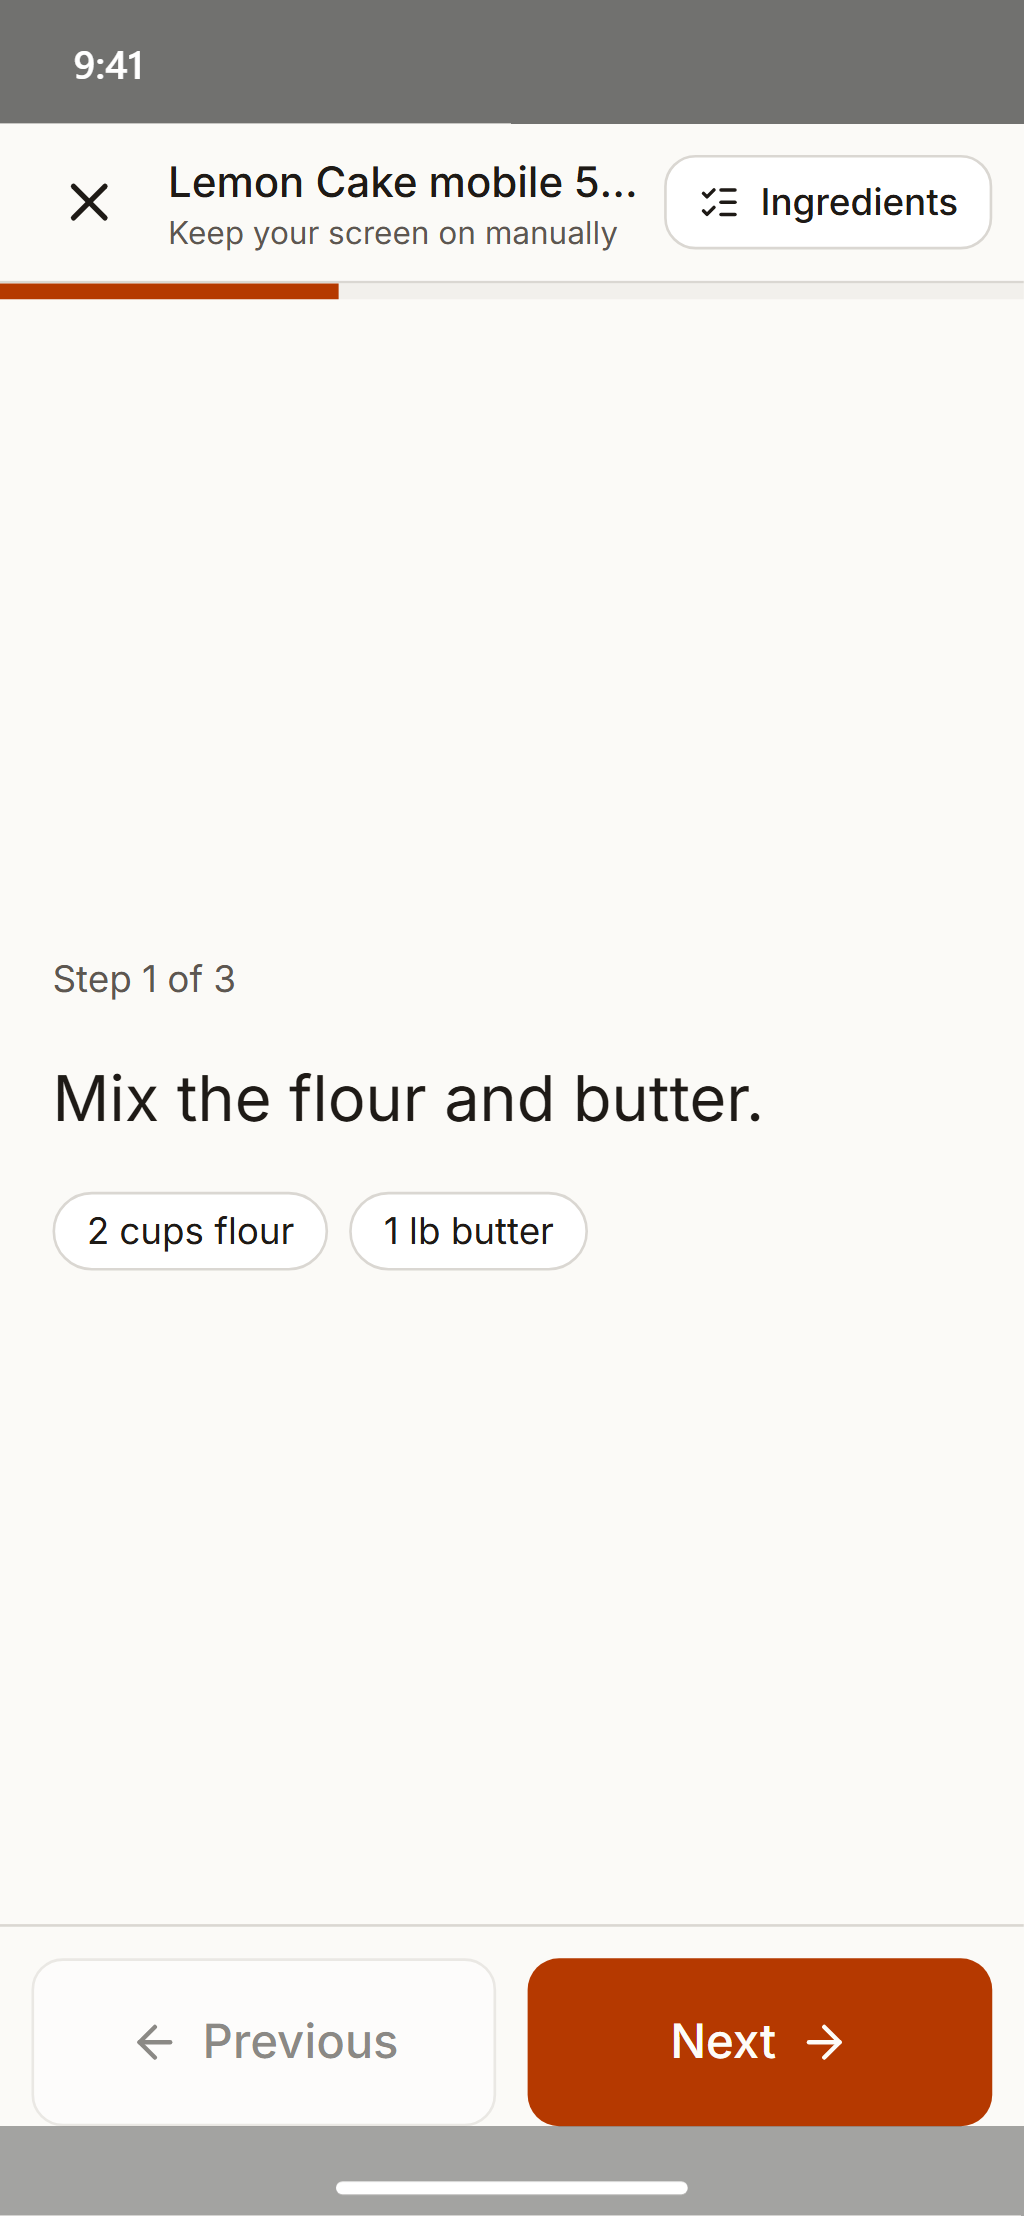 9:41
Lemon Cake mobile 5...
Keep your screen on manually
Ingredients
Step 1 of 3
Mix the flour and butter.
2 cups flour
1 lb butter
Previous
Next